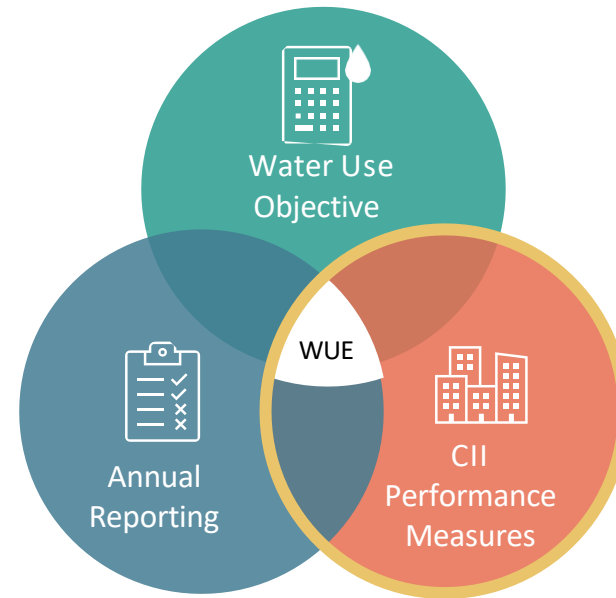 Water Use
Objective
WUE
Annual
Reporting
CII
Performance
Measures